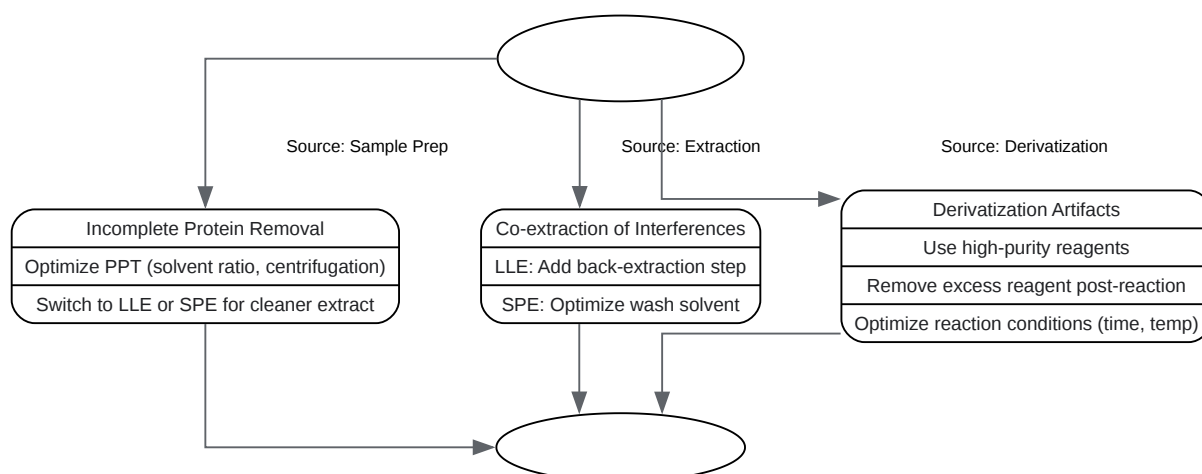 Source: Sample Prep
Source: Extraction
Source: Derivatization
Incomplete Protein Removal
Optimize PPT (solvent ratio, centrifugation)
Switch to LLE or SPE for cleaner extract
Co-extraction of Interferences
LLE: Add back-extraction step
SPE: Optimize wash solvent
Derivatization Artifacts
Use high-purity reagents
Remove excess reagent post-reaction
Optimize reaction conditions (time, temp)